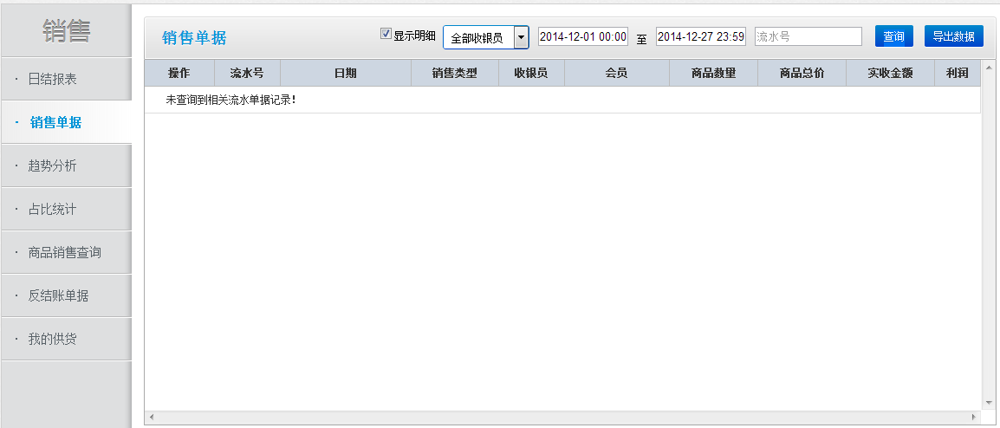 销售
· 日结报表
· 销售单据
· 趋势分析
· 占比统计
· 商品销售查询
· 反结账单据
· 我的供货
销售单据 显示明细 全部收银员 2014-12-01 00:00 至 2014-12-27 23:59 流水号 查询 导出数据
操作 流水号 日期 销售类型 收银员 会员 商品数量 商品总价 实收金额 利润
未查询到相关流水单据记录!